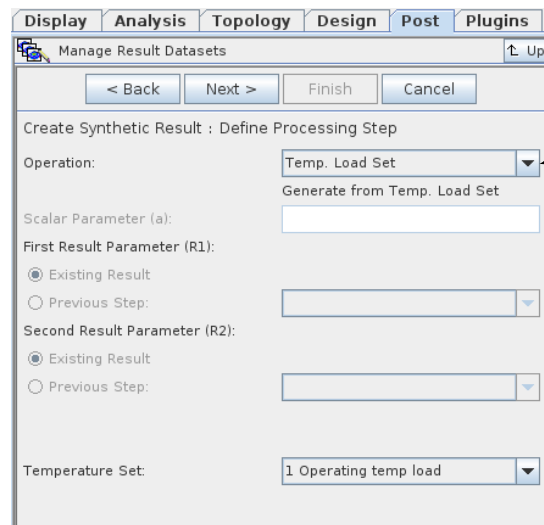 Display Analysis Topology Design Post Plugins
Manage Result Datasets Up
< Back Next > Finish Cancel
Create Synthetic Result : Define Processing Step
Operation: Temp. Load Set
Generate from Temp. Load Set
Scalar Parameter (a):
First Result Parameter (R1):
Existing Result
Previous Step:
Second Result Parameter (R2):
Existing Result
Previous Step:
Temperature Set: 1 Operating temp load